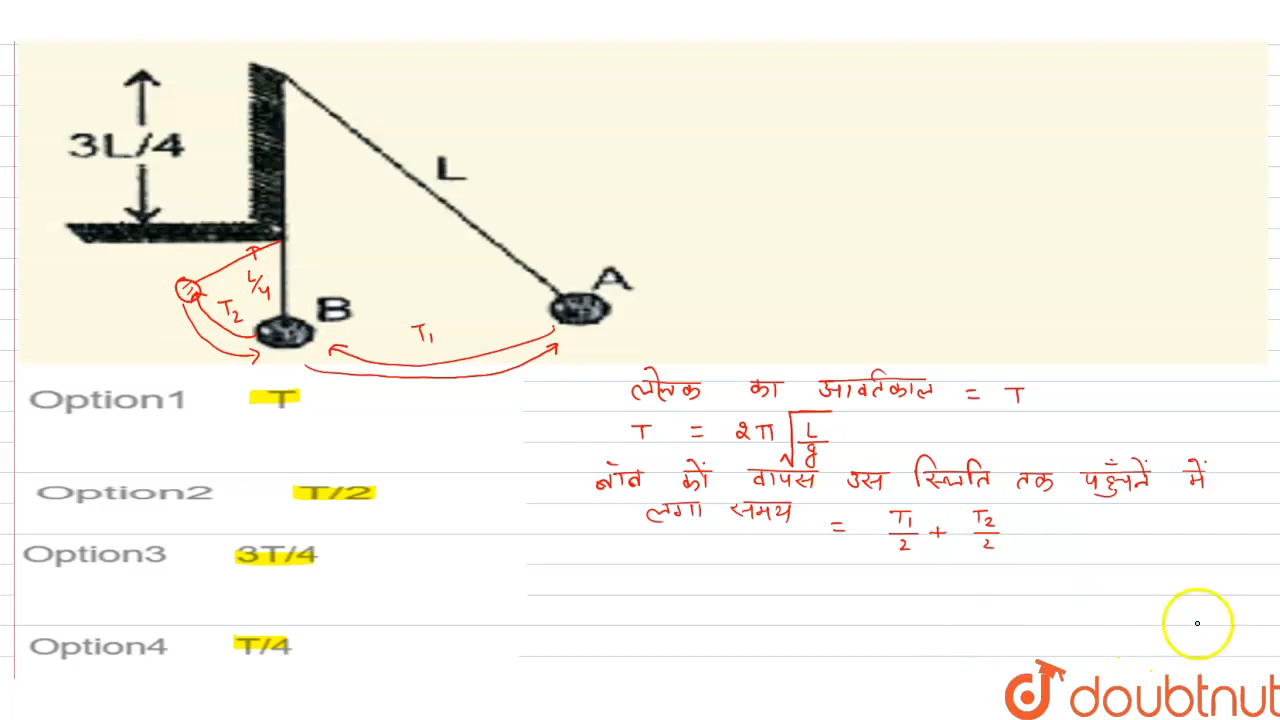 3L/4
L
A
L/4
T2
B
T1
Option1 T
लोलक का आवर्तकाल = T
T = 2π√L/g
Option2 T/2
बॉब को वापस उस स्थिति तक पहुँचने में
लगा समय = T1/2 + T2/2
Option3 3T/4
Option4 T/4
doubtnut